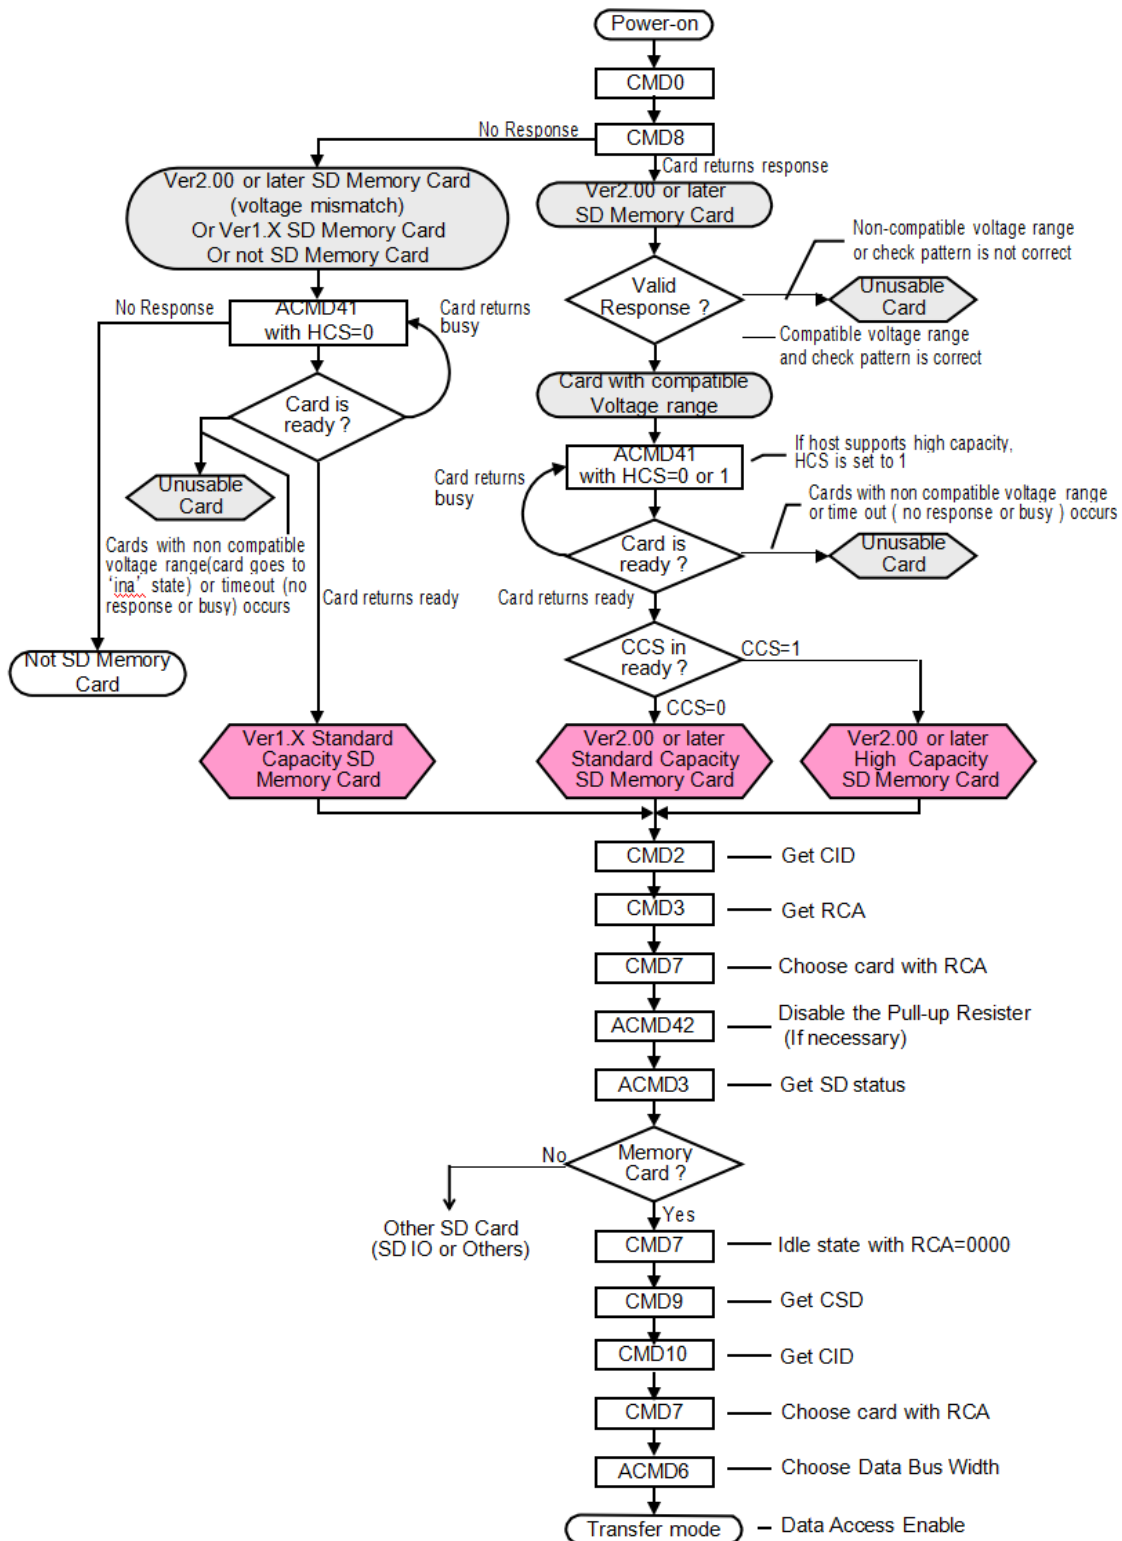 Power-on
CMD0
No Response
CMD8
Card returns response
Ver2.00 or later SD Memory Card
(voltage mismatch)
Or Ver1.X SD Memory Card
Or not SD Memory Card
Ver2.00 or later
SD Memory Card
Non-compatible voltage range
or check pattern is not correct
Valid
Response ?
Unusable
Card
No Response
ACMD41
with HCS=0
Card returns
busy
Compatible voltage range
and check pattern is correct
Card is
ready ?
Card with compatible
Voltage range
Unusable
Card
Card returns
busy
ACMD41
with HCS=0 or 1
If host supports high capacity,
HCS is set to 1
Cards with non compatible voltage range
or time out ( no response or busy ) occurs
Cards with non compatible
voltage range(card goes to
‘ina’ state) or timeout (no
response or busy) occurs
Card is
ready ?
Unusable
Card
Card returns ready
Card returns ready
Not SD Memory
Card
CCS in
ready ?
CCS=1
CCS=0
Ver1.X Standard
Capacity SD
Memory Card
Ver2.00 or later
Standard Capacity
SD Memory Card
Ver2.00 or later
High Capacity
SD Memory Card
CMD2
Get CID
CMD3
Get RCA
CMD7
Choose card with RCA
ACMD42
Disable the Pull-up Resister
(If necessary)
ACMD3
Get SD status
No
Memory
Card ?
Yes
Other SD Card
(SD IO or Others)
CMD7
Idle state with RCA=0000
CMD9
Get CSD
CMD10
Get CID
CMD7
Choose card with RCA
ACMD6
Choose Data Bus Width
Transfer mode
Data Access Enable